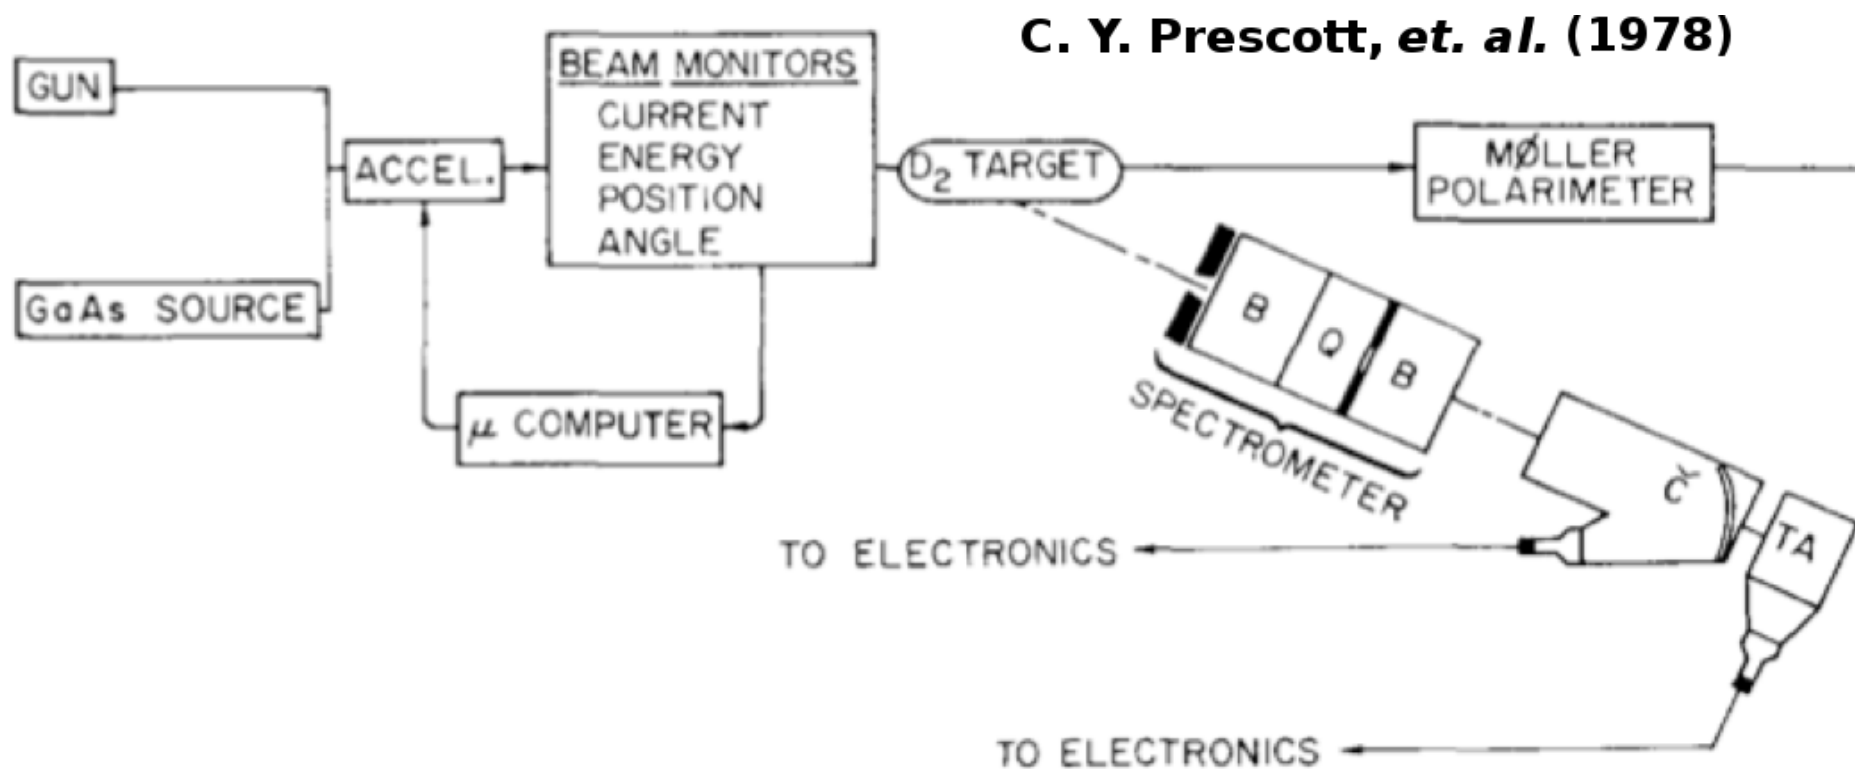 C. Y. Prescott, et. al. (1978)
GUN
GaAs SOURCE
ACCEL.
BEAM MONITORS
CURRENT
ENERGY
POSITION
ANGLE
μ COMPUTER
D₂ TARGET
MØLLER
POLARIMETER
B
Q
B
SPECTROMETER
Č
TA
TO ELECTRONICS
TO ELECTRONICS